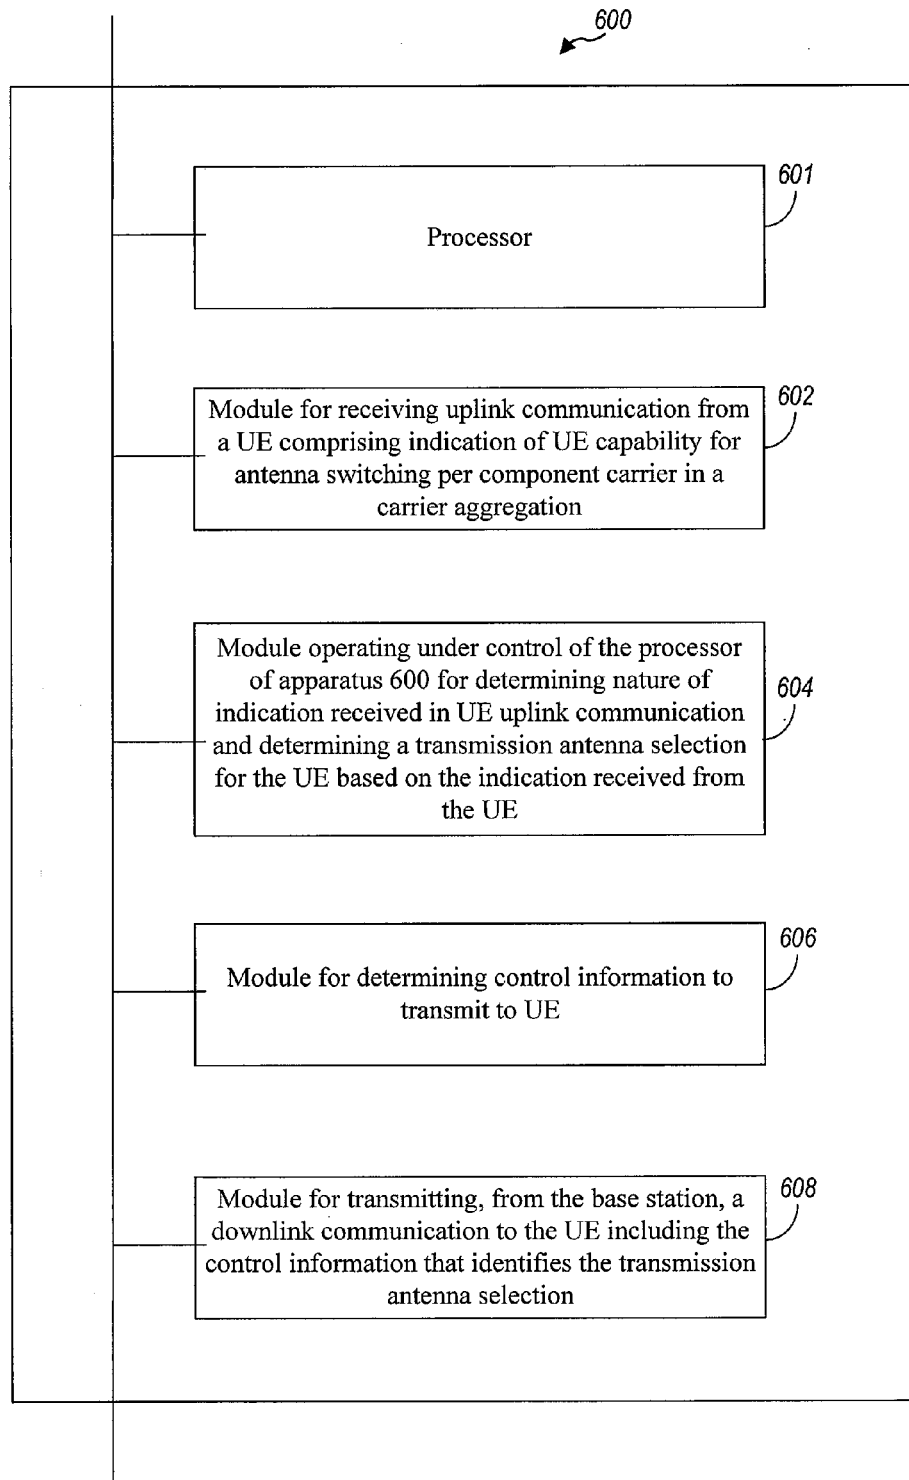 600
601
Processor
602
Module for receiving uplink communication from
a UE comprising indication of UE capability for
antenna switching per component carrier in a
carrier aggregation
Module operating under control of the processor
of apparatus 600 for determining nature of
indication received in UE uplink communication
and determining a transmission antenna selection
for the UE based on the indication received from
the UE
604
606
Module for determining control information to
transmit to UE
608
Module for transmitting, from the base station, a
downlink communication to the UE including the
control information that identifies the transmission
antenna selection